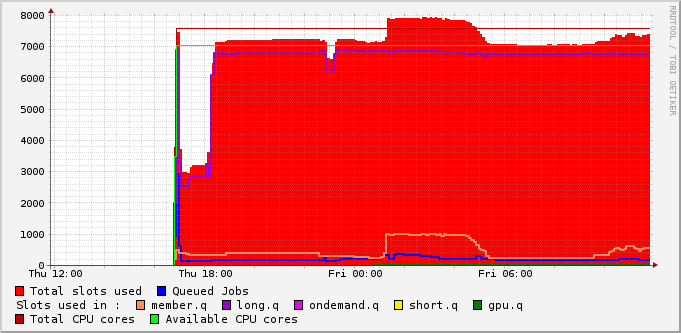 8000
7000
6000
5000
4000
3000
2000
1000
0
Thu 12:00 Thu 18:00 Fri 00:00 Fri 06:00
Total slots used Queued Jobs
Slots used in : member.q long.q ondemand.q short.q gpu.q
Total CPU cores Available CPU cores
RRDTOOL / TOBI OETIKER